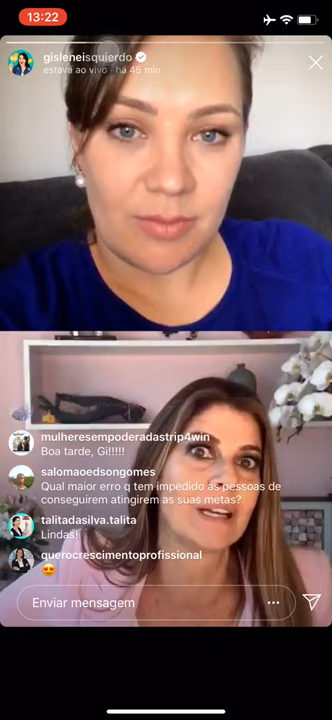 13:22
gisleneisquierdo
estava ao vivo · há 45 min
mulheresempoderadastrip4win
Boa tarde, Gi!!!!!
salomaoedsongomes
Qual maior erro q tem impedido as pessoas de
conseguirem atingirem as suas metas?
talitadasilva.talita
Lindas!
querocrescimentoprofissional
😍
Enviar mensagem